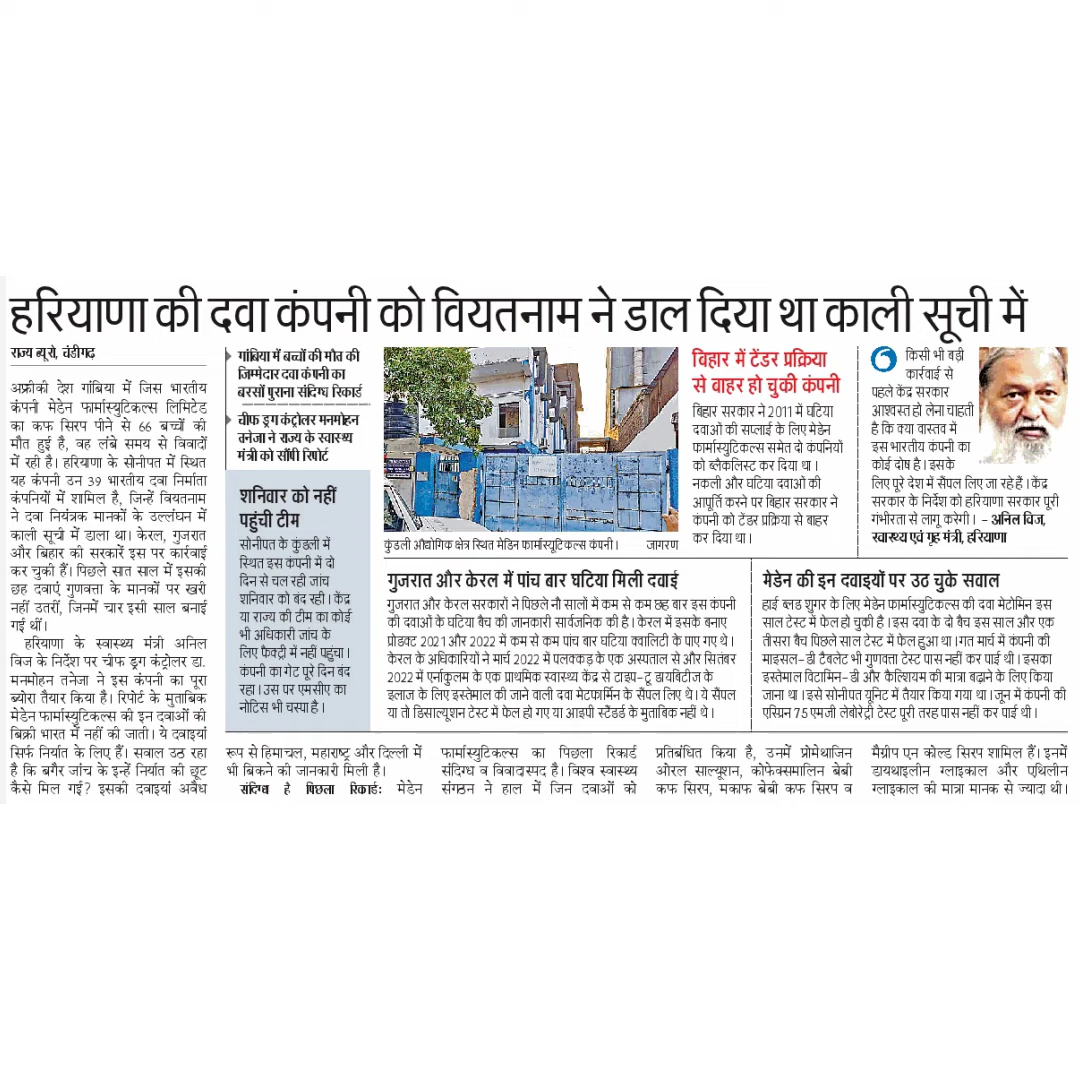 हरियाणा की दवा कंपनी को वियतनाम ने डाल दिया था काली सूची में
राज्य ब्यूरो, चंडीगढ़
अफ्रीकी देश गांबिया में जिस भारतीय
कंपनी मेडेन फार्मास्युटिकल्स लिमिटेड
का कफ सिरप पीने से 66 बच्चों की
मौत हुई है, वह लंबे समय से विवादों
में रही है। हरियाणा के सोनीपत में स्थित
यह कंपनी उन 39 भारतीय दवा निर्माता
कंपनियों में शामिल है, जिन्हें वियतनाम
ने दवा नियंत्रक मानकों के उल्लंघन में
काली सूची में डाला था। केरल, गुजरात
और बिहार की सरकारें इस पर कार्रवाई
कर चुकी हैं। पिछले सात साल में इसकी
छह दवाएं गुणवत्ता के मानकों पर खरी
नहीं उतरीं, जिनमें चार इसी साल बनाई
गई थीं।
हरियाणा के स्वास्थ्य मंत्री अनिल
विज के निर्देश पर चीफ ड्रग कंट्रोलर डा.
मनमोहन तनेजा ने इस कंपनी का पूरा
ब्योरा तैयार किया है। रिपोर्ट के मुताबिक
मेडेन फार्मास्युटिकल्स की इन दवाओं की
बिक्री भारत में नहीं की जाती। ये दवाइयां
सिर्फ निर्यात के लिए हैं। सवाल उठ रहा
है कि बगैर जांच के इन्हें निर्यात की छूट
कैसे मिल गई? इसकी दवाइयां अवैध
गांबिया में बच्चों की मौत की
जिम्मेदार दवा कंपनी का
बरसों पुराना संदिग्ध रिकार्ड
चीफ ड्रग कंट्रोलर मनमोहन
तनेजा ने राज्य के स्वास्थ्य
मंत्री को सौंपी रिपोर्ट
शनिवार को नहीं
पहुंची टीम
सोनीपत के कुंडली में
स्थित इस कंपनी में दो
दिन से चल रही जांच
शनिवार को बंद रही। केंद्र
या राज्य की टीम का कोई
भी अधिकारी जांच के
लिए फैक्ट्री में नहीं पहुंचा।
कंपनी का गेट पूरे दिन बंद
रहा। उस पर एमसीए का
नोटिस भी चस्पा है।
कुंडली औद्योगिक क्षेत्र स्थित मेडेन फार्मास्युटिकल्स कंपनी। जागरण
बिहार में टेंडर प्रक्रिया
से बाहर हो चुकी कंपनी
बिहार सरकार ने 2011 में घटिया
दवाओं की सप्लाई के लिए मेडेन
फार्मास्युटिकल्स समेत दो कंपनियों
को ब्लैकलिस्ट कर दिया था।
नकली और घटिया दवाओं की
आपूर्ति करने पर बिहार सरकार ने
कंपनी को टेंडर प्रक्रिया से बाहर
कर दिया था।
किसी भी बड़ी
कार्रवाई से
पहले केंद्र सरकार
आश्वस्त हो लेना चाहती
है कि क्या वास्तव में
इस भारतीय कंपनी का
कोई दोष है। इसके
लिए पूरे देश में सैंपल लिए जा रहे हैं। केंद्र
सरकार के निर्देश को हरियाणा सरकार पूरी
गंभीरता से लागू करेगी। - अनिल विज,
स्वास्थ्य एवं गृह मंत्री, हरियाणा
गुजरात और केरल में पांच बार घटिया मिली दवाई
गुजरात और केरल सरकारों ने पिछले नौ सालों में कम से कम छह बार इस कंपनी
की दवाओं के घटिया बैच की जानकारी सार्वजनिक की है। केरल में इसके बनाए
प्रोडक्ट 2021 और 2022 में कम से कम पांच बार घटिया क्वालिटी के पाए गए थे।
केरल के अधिकारियों ने मार्च 2022 में पलक्कड़ के एक अस्पताल से और सितंबर
2022 में एर्नाकुलम के एक प्राथमिक स्वास्थ्य केंद्र से टाइप-टू डायबिटीज के
इलाज के लिए इस्तेमाल की जाने वाली दवा मेटफार्मिन के सैंपल लिए थे। ये सैंपल
या तो डिसाल्यूशन टेस्ट में फेल हो गए या आइपी स्टैंडर्ड के मुताबिक नहीं थे।
मेडेन की इन दवाइयों पर उठ चुके सवाल
हाई ब्लड शुगर के लिए मेडेन फार्मास्युटिकल्स की दवा मेटोमिन इस
साल टेस्ट में फेल हो चुकी है। इस दवा के दो बैच इस साल और एक
तीसरा बैच पिछले साल टेस्ट में फेल हुआ था। गत मार्च में कंपनी की
माइसल-डी टैबलेट भी गुणवत्ता टेस्ट पास नहीं कर पाई थी। इसका
इस्तेमाल विटामिन-डी और कैल्शियम की मात्रा बढ़ाने के लिए किया
जाना था। इसे सोनीपत यूनिट में तैयार किया गया था। जून में कंपनी की
एस्प्रिन 75 एमजी लेबोरेट्री टेस्ट पूरी तरह पास नहीं कर पाई थी।
रूप से हिमाचल, महाराष्ट्र और दिल्ली में
भी बिकने की जानकारी मिली है।
संदिग्ध है पिछला रिकार्ड: मेडेन
फार्मास्युटिकल्स का पिछला रिकार्ड
संदिग्ध व विवादास्पद है। विश्व स्वास्थ्य
संगठन ने हाल में जिन दवाओं को
प्रतिबंधित किया है, उनमें प्रोमेथाजिन
ओरल साल्यूशन, कोफेक्समालिन बेबी
कफ सिरप, मकाफ बेबी कफ सिरप व
मैग्रीप एन कोल्ड सिरप शामिल हैं। इनमें
डायथाइलीन ग्लाइकाल और एथिलीन
ग्लाइकाल की मात्रा मानक से ज्यादा थी।